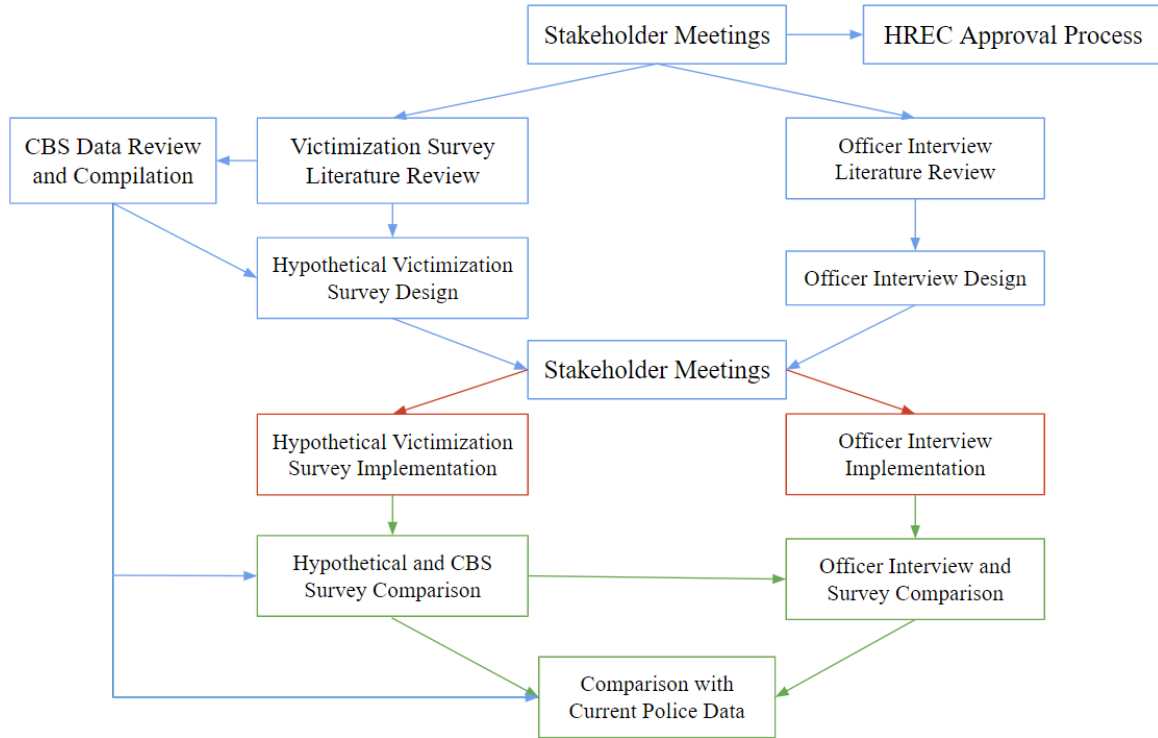 Stakeholder Meetings
HREC Approval Process
CBS Data Review
and Compilation
Victimization Survey
Literature Review
Officer Interview
Literature Review
Hypothetical Victimization
Survey Design
Officer Interview Design
Stakeholder Meetings
Hypothetical Victimization
Survey Implementation
Officer Interview
Implementation
Hypothetical and CBS
Survey Comparison
Officer Interview and
Survey Comparison
Comparison with
Current Police Data